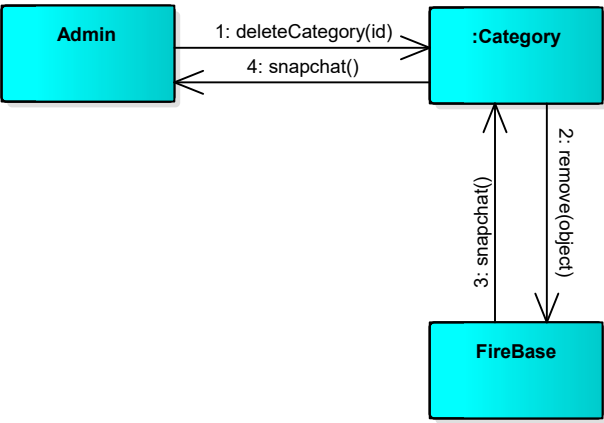 Admin
1: deleteCategory(id)
:Category
4: snapchat()
3: snapchat()
2: remove(object)
FireBase